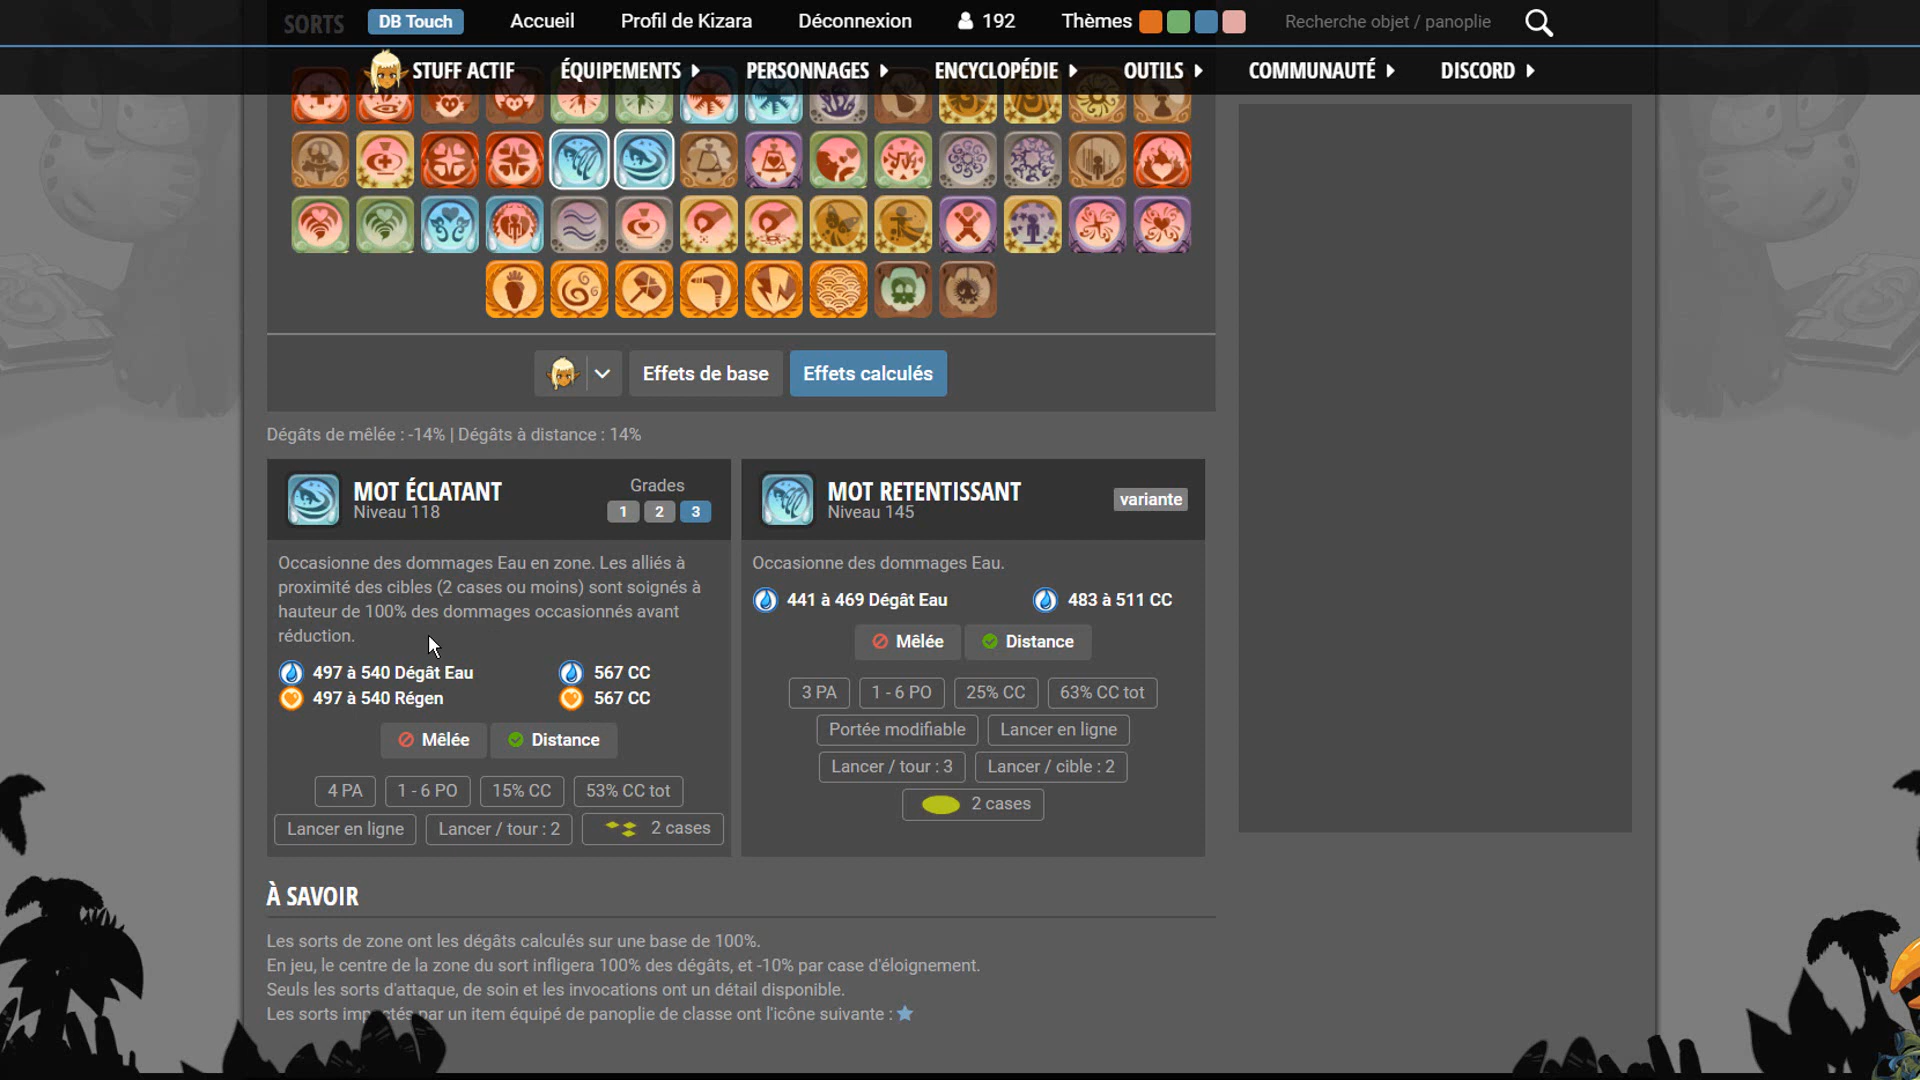 SORTS
DB Touch
Accueil
Profil de Kizara
Déconnexion
192
Thèmes
Recherche objet / panoplie
STUFF ACTIF
ÉQUIPEMENTS
PERSONNAGES
ENCYCLOPÉDIE
OUTILS
COMMUNAUTÉ
DISCORD
Effets de base
Effets calculés
Dégâts de mêlée : -14% | Dégâts à distance : 14%
MOT ÉCLATANT
Niveau 118
Grades
1 2 3
Occasionne des dommages Eau en zone. Les alliés à
proximité des cibles (2 cases ou moins) sont soignés à
hauteur de 100% des dommages occasionnés avant
réduction.
497 à 540 Dégât Eau
567 CC
497 à 540 Régen
567 CC
Mêlée
Distance
4 PA
1 - 6 PO
15% CC
53% CC tot
Lancer en ligne
Lancer / tour : 2
2 cases
MOT RETENTISSANT
Niveau 145
variante
Occasionne des dommages Eau.
441 à 469 Dégât Eau
483 à 511 CC
Mêlée
Distance
3 PA
1 - 6 PO
25% CC
63% CC tot
Portée modifiable
Lancer en ligne
Lancer / tour : 3
Lancer / cible : 2
2 cases
À SAVOIR
Les sorts de zone ont les dégâts calculés sur une base de 100%.
En jeu, le centre de la zone du sort infligera 100% des dégâts, et -10% par case d'éloignement.
Seuls les sorts d'attaque, de soin et les invocations ont un détail disponible.
Les sorts impactés par un item équipé de panoplie de classe ont l'icône suivante :